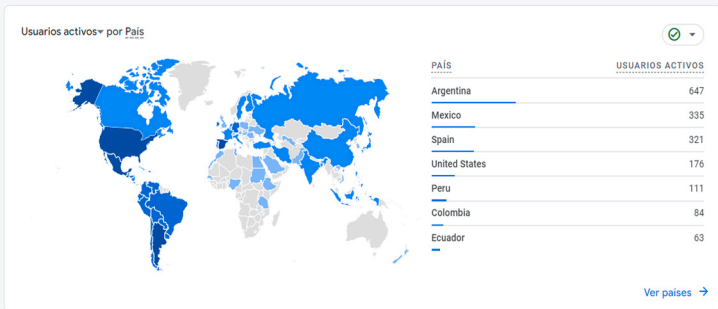 Usuarios activos por País
PAÍS USUARIOS ACTIVOS
Argentina 647
Mexico 335
Spain 321
United States 176
Peru 111
Colombia 84
Ecuador 63
Ver países →